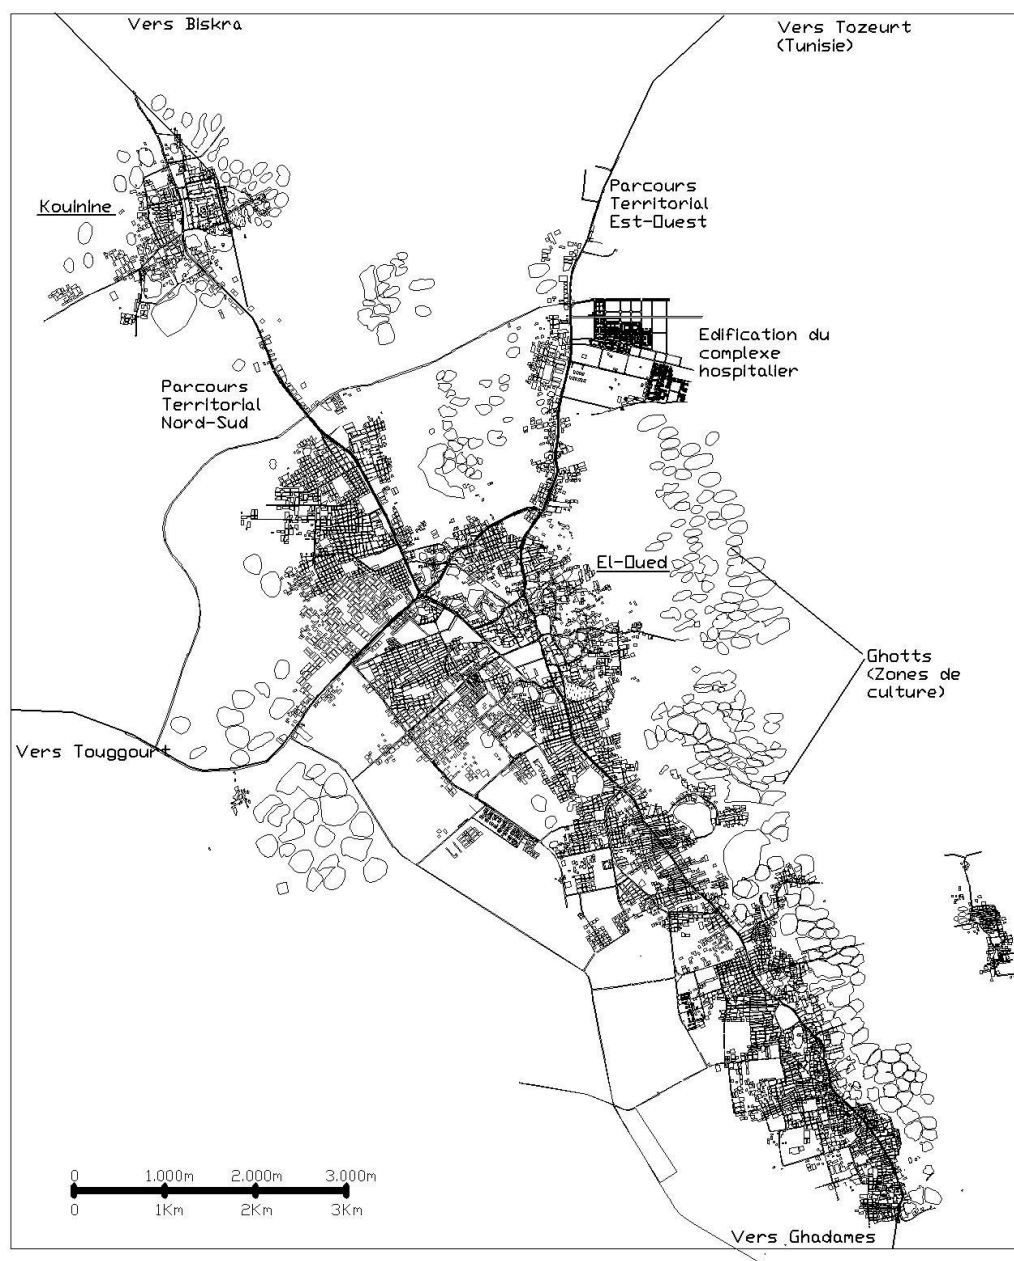 Vers Biskra
Vers Tozeurt
(Tunisie)
Parcours
Territorial
Est-Ouest
Kouinine
Edification du
complexe
hospitalier
Parcours
Territorial
Nord-Sud
El-Oued
Ghotts
(Zones de
culture)
Vers Touggourt
0 1.000m 2.000m 3.000m
0 1Km 2Km 3Km
Vers Ghadames